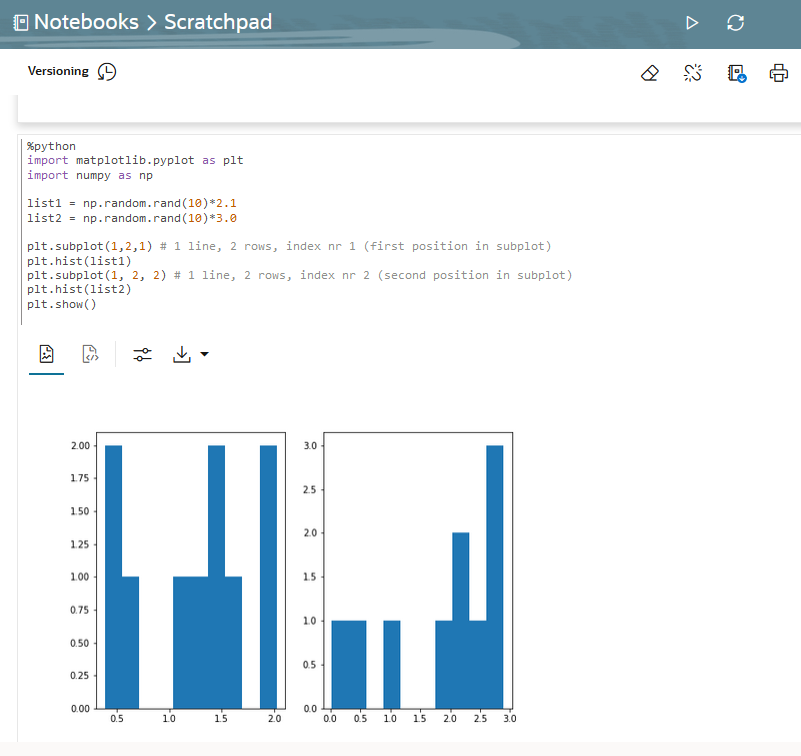 Notebooks > Scratchpad
Versioning
%python
import matplotlib.pyplot as plt
import numpy as np
list1 = np.random.rand(10)*2.1
list2 = np.random.rand(10)*3.0
plt.subplot(1,2,1) # 1 line, 2 rows, index nr 1 (first position in subplot)
plt.hist(list1)
plt.subplot(1, 2, 2) # 1 line, 2 rows, index nr 2 (second position in subplot)
plt.hist(list2)
plt.show()
2.00
1.75
1.50
1.25
1.00
0.75
0.50
0.25
0.00
0.5 1.0 1.5 2.0
3.0
2.5
2.0
1.5
1.0
0.5
0.0
0.0 0.5 1.0 1.5 2.0 2.5 3.0